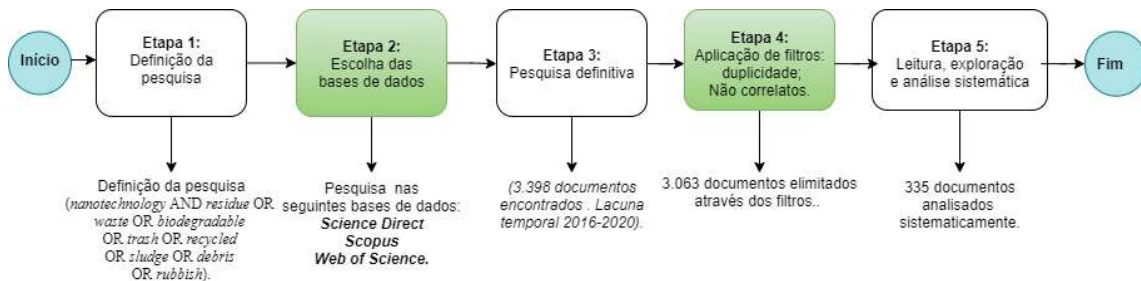 Início
Etapa 1:
Definição da
pesquisa
Etapa 2:
Escolha das
bases de dados
Etapa 3:
Pesquisa definitiva
Etapa 4:
Aplicação de filtros:
duplicidade;
Não correlatos.
Etapa 5:
Leitura, exploração
e análise sistemática
Fim
Definição da pesquisa
(nanotechnology AND residue OR
waste OR biodegradable
OR trash OR recycled
OR sludge OR debris
OR rubbish).
Pesquisa nas
seguintes bases de dados:
Science Direct
Scopus
Web of Science.
(3.398 documentos
encontrados . Lacuna
temporal 2016-2020).
3.063 documentos elimitados
através dos filtros..
335 documentos
analisados
sistematicamente.